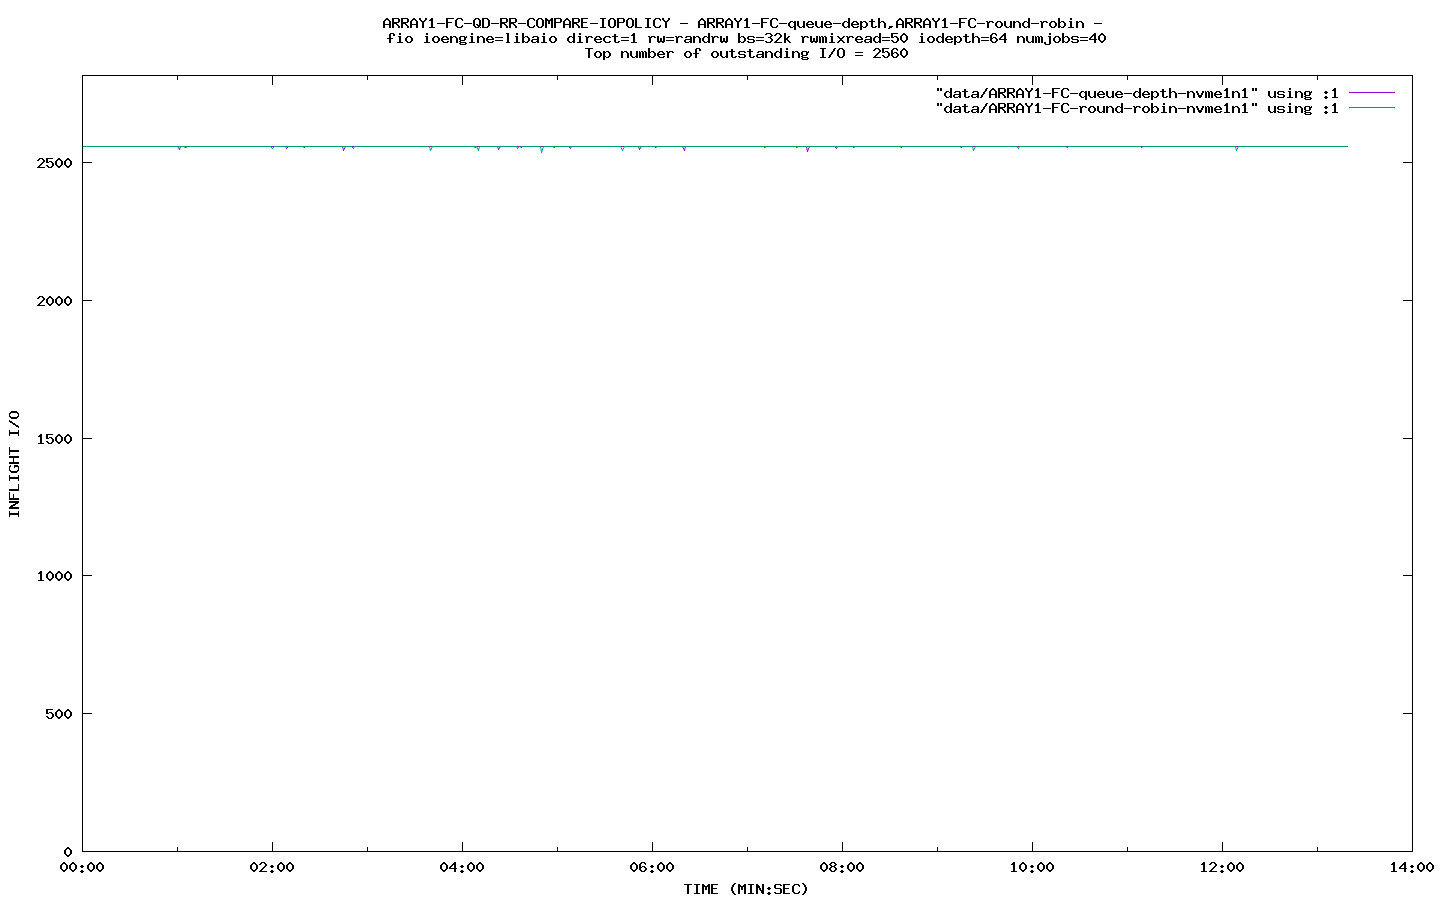 ARRAY1-FC-QD-RR-COMPARE-IOPOLICY - ARRAY1-FC-queue-depth,ARRAY1-FC-round-robin -
fio ioengine=libaio direct=1 rw=randrw bs=32k rwmixread=50 iodepth=64 numjobs=40
Top number of outstanding I/O = 2560
"data/ARRAY1-FC-queue-depth-nvme1n1" using :1
"data/ARRAY1-FC-round-robin-nvme1n1" using :1
2500
2000
1500
1000
500
0
INFLIGHT I/O
00:00 02:00 04:00 06:00 08:00 10:00 12:00 14:00
TIME (MIN:SEC)